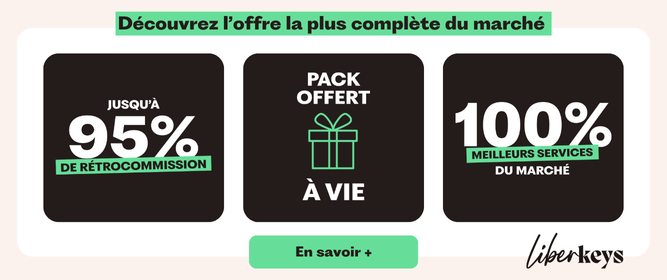 Découvrez l'offre la plus complète du marché
JUSQU'À
95%
DE RÉTROCOMMISSION
PACK
OFFERT
À VIE
100%
MEILLEURS SERVICES
DU MARCHÉ
En savoir +
liberkeys